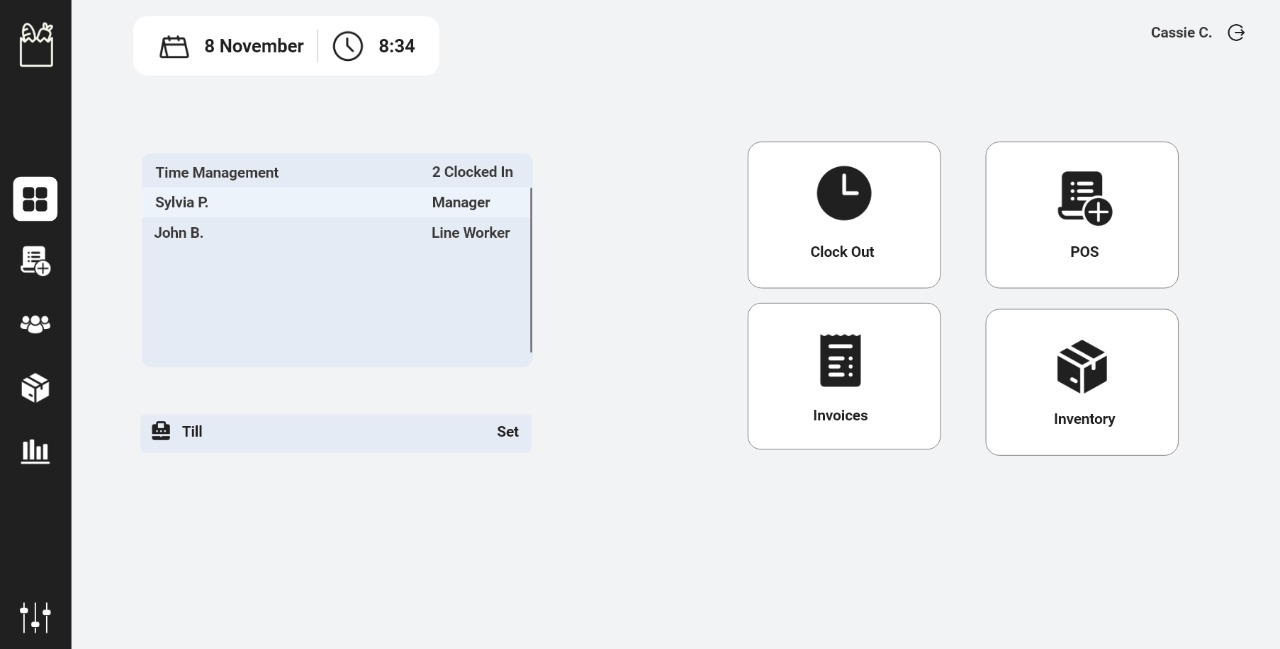 8 November 8:34
Cassie C.
Time Management 2 Clocked In
Sylvia P. Manager
John B. Line Worker
Till Set
Clock Out
POS
Invoices
Inventory